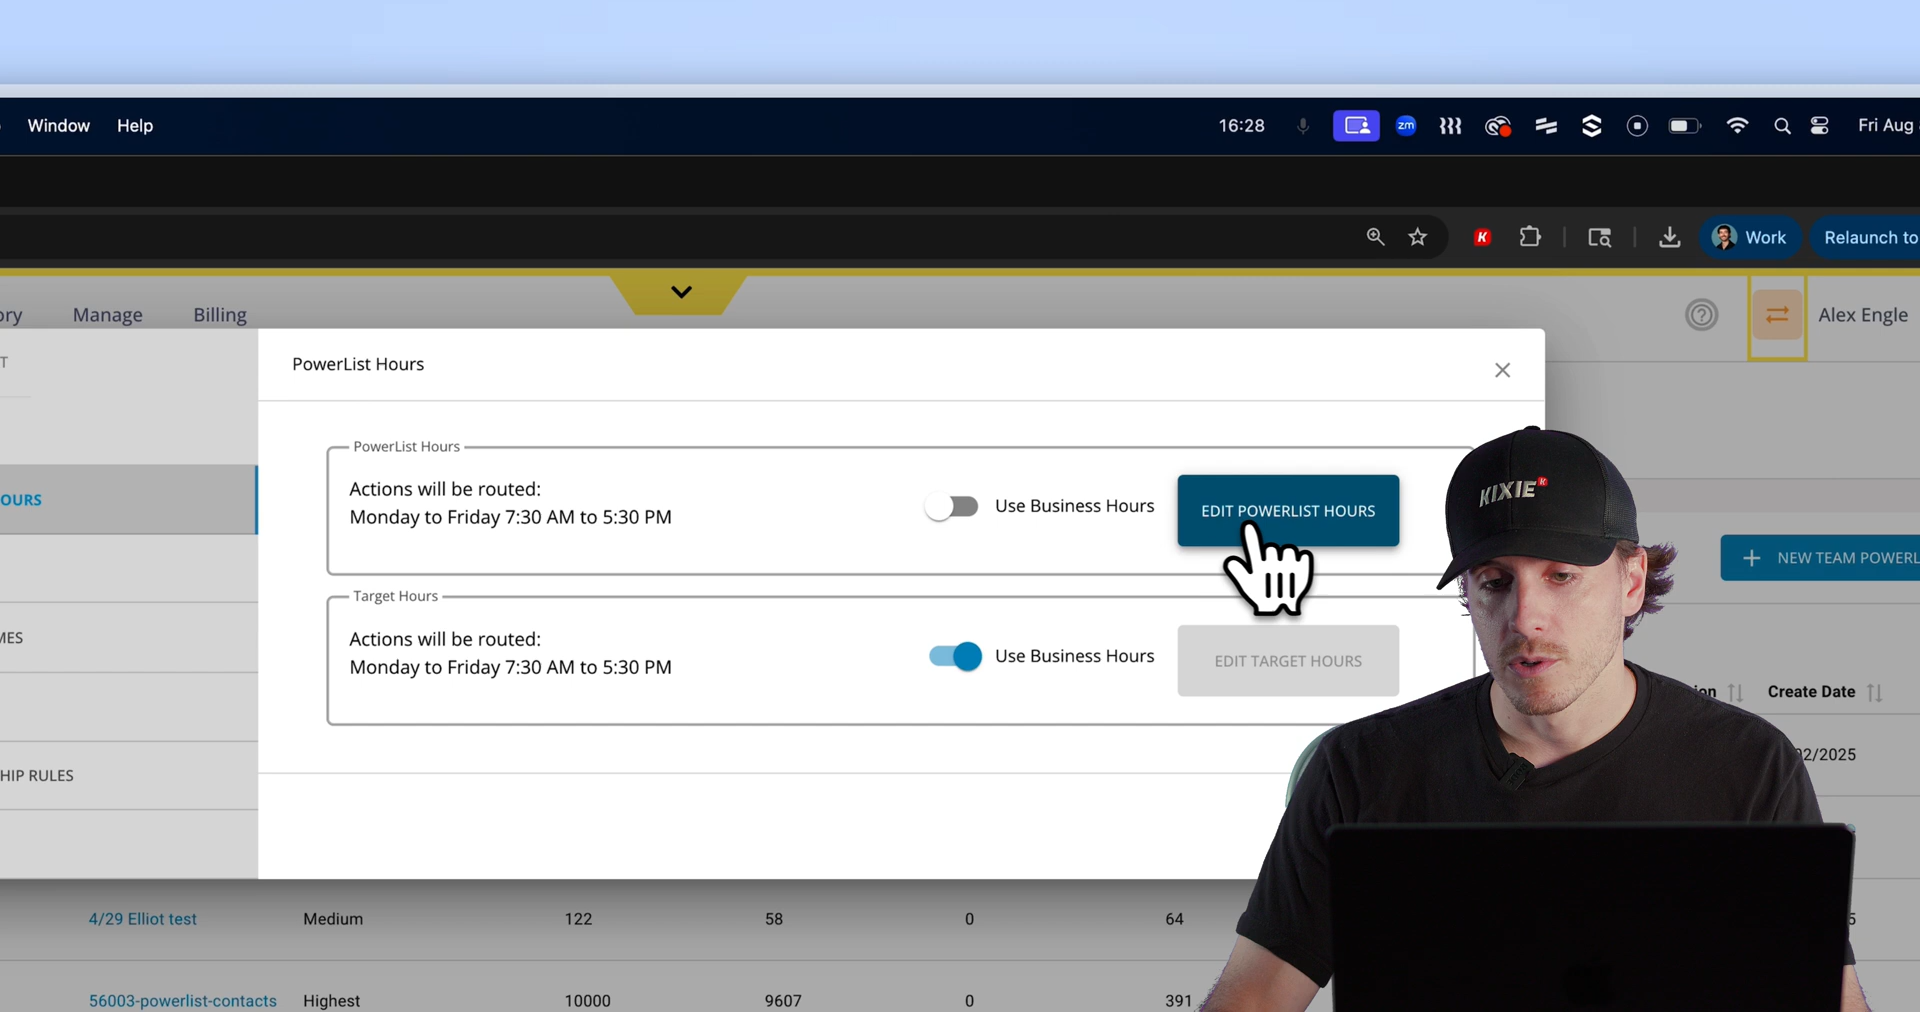 Window Help 16:28 zm Fri Aug
K Work Relaunch to
ory Manage Billing Alex Engle
T
PowerList Hours
PowerList Hours
Actions will be routed:
Monday to Friday 7:30 AM to 5:30 PM
Use Business Hours
EDIT POWERLIST HOURS
Target Hours
Actions will be routed:
Monday to Friday 7:30 AM to 5:30 PM
Use Business Hours
EDIT TARGET HOURS
OURS
MES
HIP RULES
KIXIE K
+ NEW TEAM POWERL
ion Create Date
02/2025
4/29 Elliot test Medium 122 58 0 64 5
56003-powerlist-contacts Highest 10000 9607 0 391